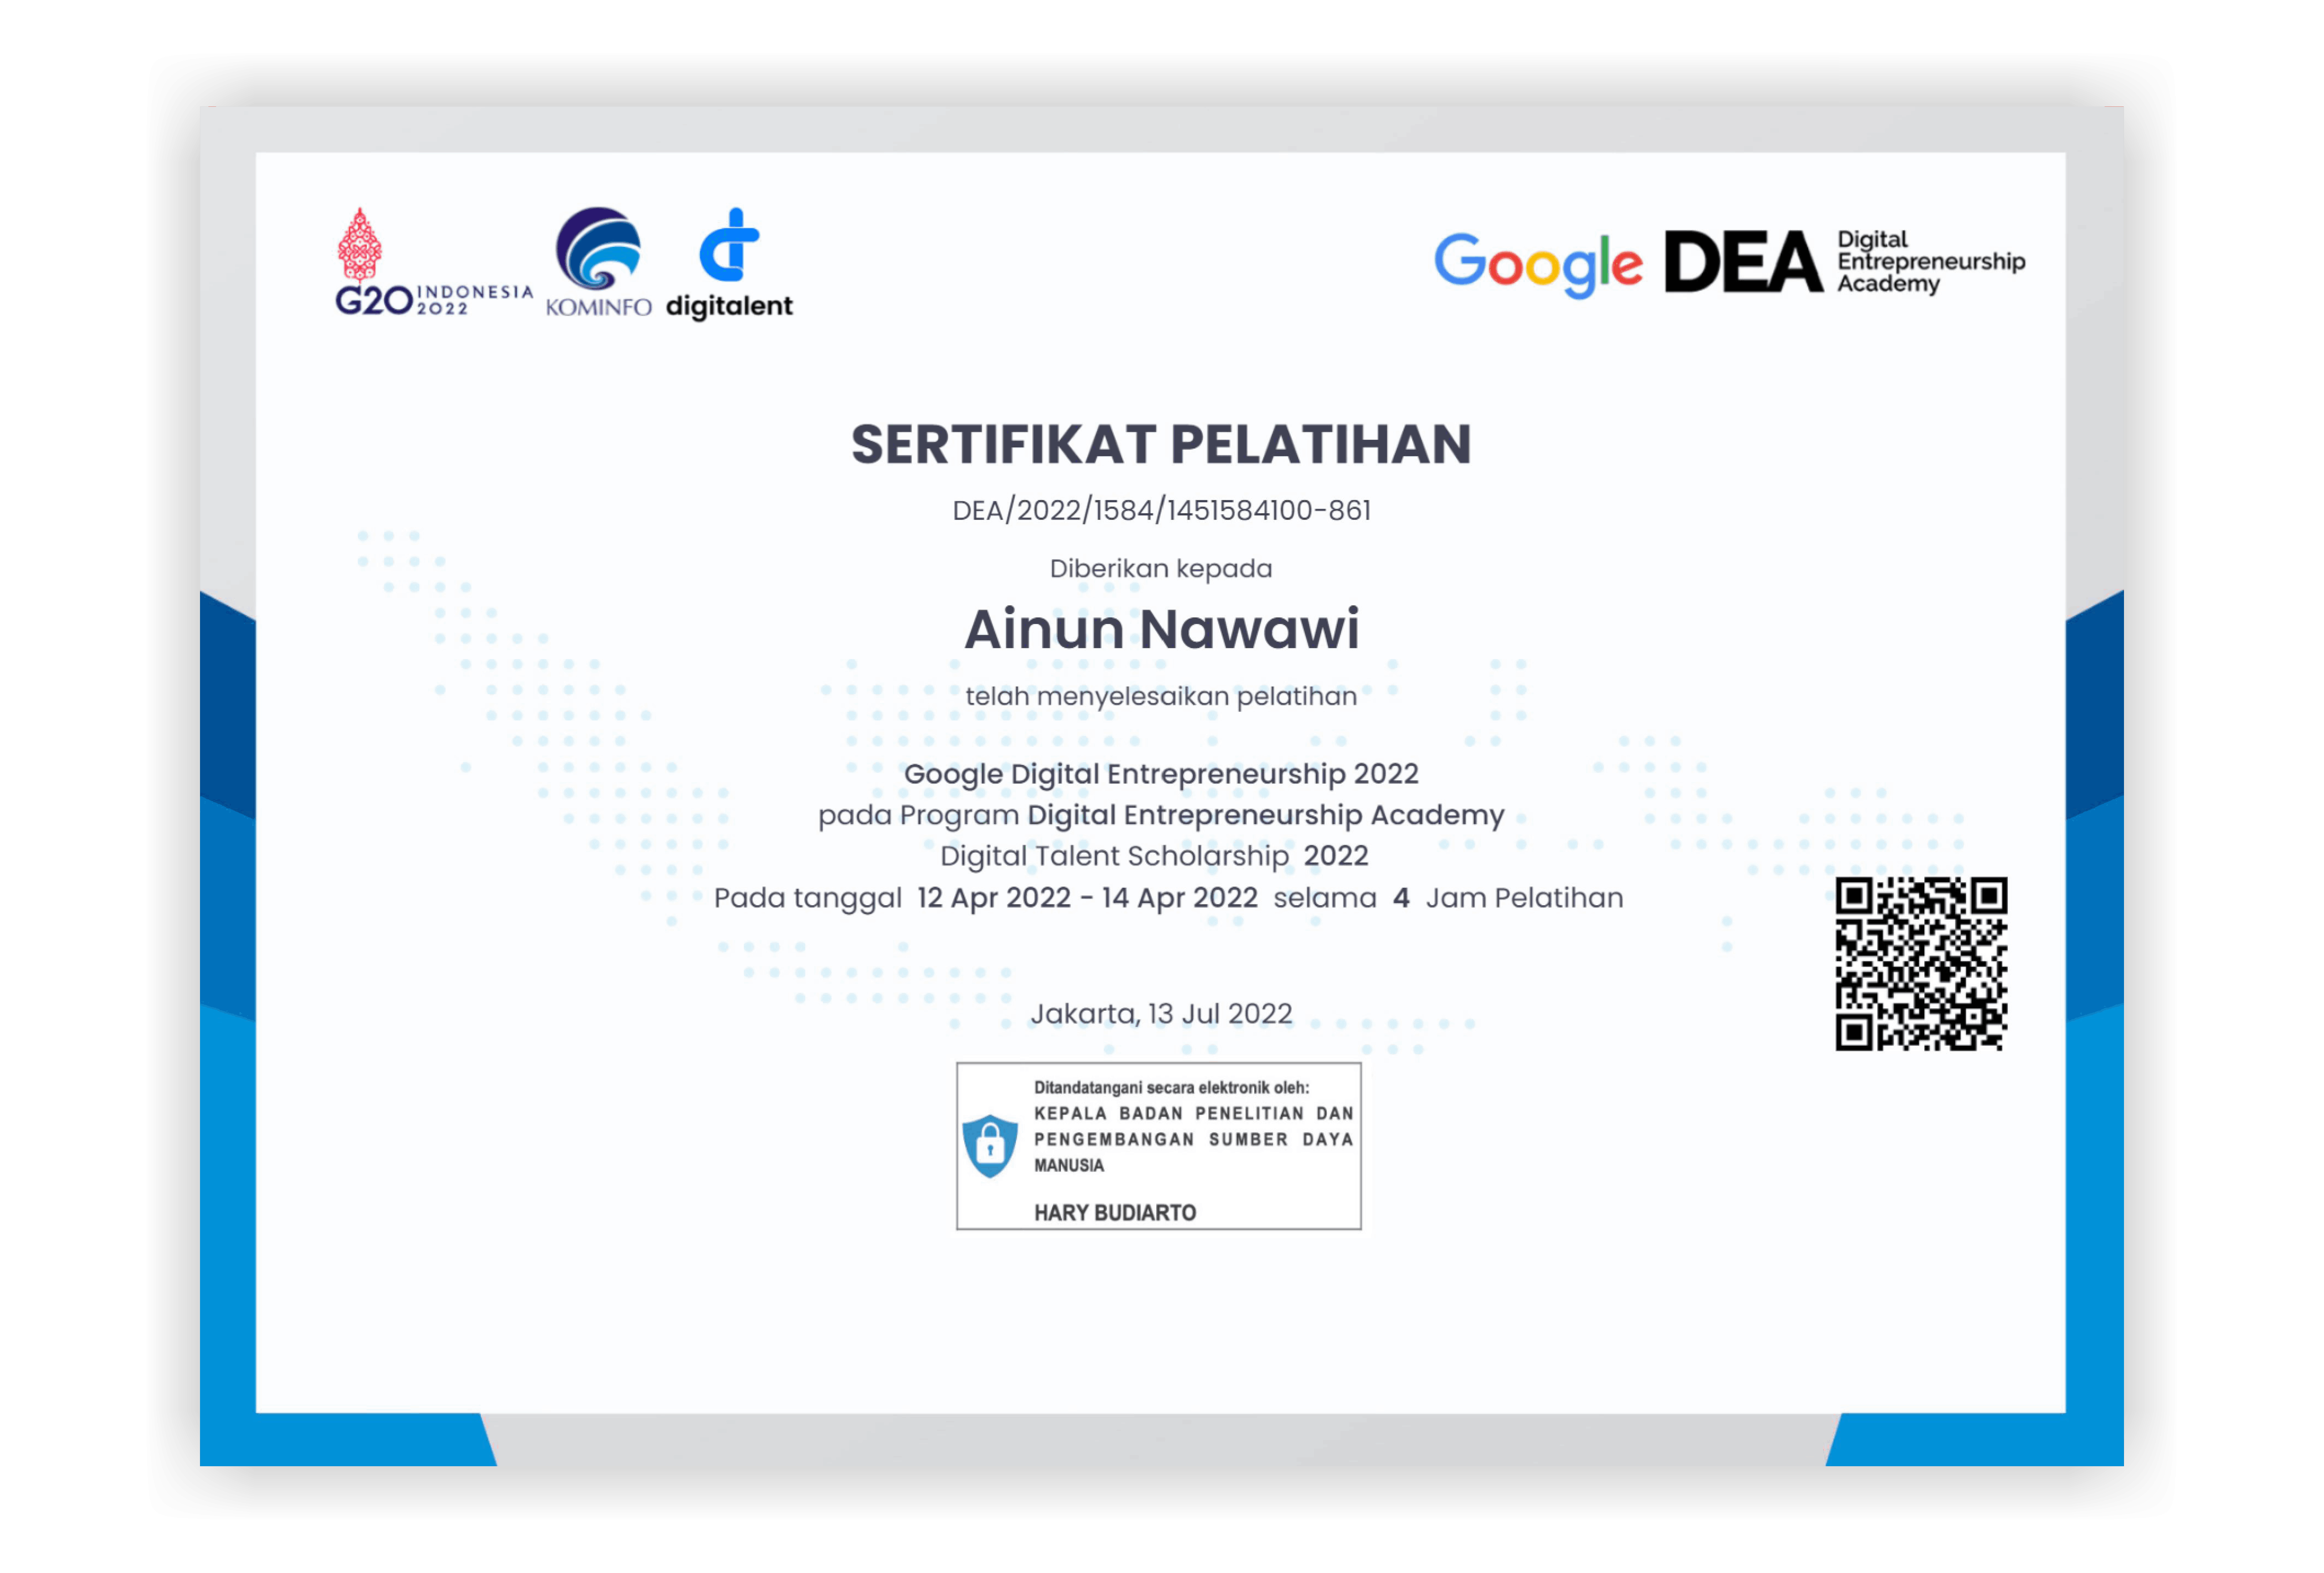 G20 INDONESIA 2022
KOMINFO
digitalent
Google DEA Digital Entrepreneurship Academy
SERTIFIKAT PELATIHAN
DEA/2022/1584/1451584100-861
Diberikan kepada
Ainun Nawawi
telah menyelesaikan pelatihan
Google Digital Entrepreneurship 2022
pada Program Digital Entrepreneurship Academy
Digital Talent Scholarship 2022
Pada tanggal 12 Apr 2022 - 14 Apr 2022 selama 4 Jam Pelatihan
Jakarta, 13 Jul 2022
Ditandatangani secara elektronik oleh:
KEPALA BADAN PENELITIAN DAN
PENGEMBANGAN SUMBER DAYA
MANUSIA
HARY BUDIARTO